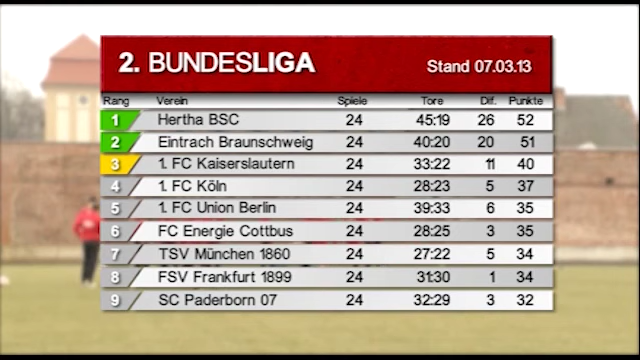 2. BUNDESLIGA Stand 07.03.13
Rang Verein Spiele Tore Dif. Punkte
1 Hertha BSC 24 45:19 26 52
2 Eintrach Braunschweig 24 40:20 20 51
3 1. FC Kaiserslautern 24 33:22 11 40
4 1. FC Köln 24 28:23 5 37
5 1. FC Union Berlin 24 39:33 6 35
6 FC Energie Cottbus 24 28:25 3 35
7 TSV München 1860 24 27:22 5 34
8 FSV Frankfurt 1899 24 31:30 1 34
9 SC Paderborn 07 24 32:29 3 32